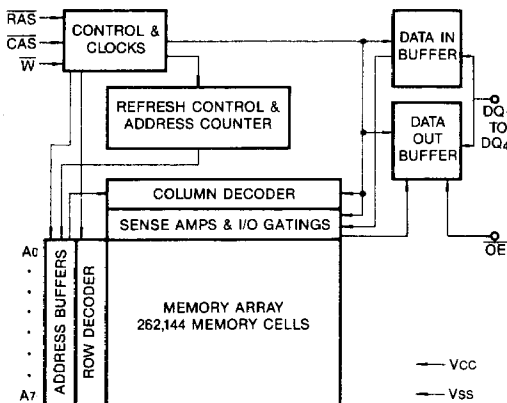 RAS
CAS
W
CONTROL &
CLOCKS
REFRESH CONTROL &
ADDRESS COUNTER
DATA IN
BUFFER
DATA
OUT
BUFFER
DQ
TO
DQ4
OE
COLUMN DECODER
SENSE AMPS & I/O GATINGS
A0
A7
ADDRESS BUFFERS
ROW DECODER
MEMORY ARRAY
262,144 MEMORY CELLS
VCC
VSS